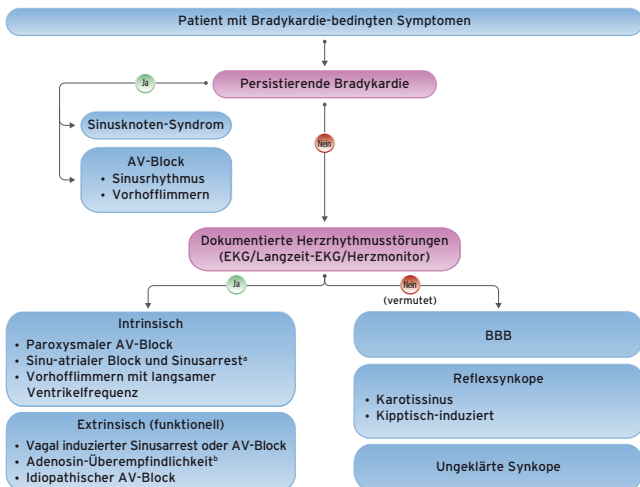 Patient mit Bradykardie-bedingten Symptomen
Ja
Persistierende Bradykardie
Sinusknoten-Syndrom
Nein
AV-Block
• Sinusrhythmus
• Vorhofflimmern
Dokumentierte Herzrhythmusstörungen
(EKG/Langzeit-EKG/Herzmonitor)
Ja
Nein
(vermutet)
Intrinsisch
• Paroxysmaler AV-Block
• Sinu-atrialer Block und Sinusarrestᵃ
• Vorhofflimmern mit langsamer
Ventrikelfrequenz
Extrinsisch (funktionell)
• Vagal induzierter Sinusarrest oder AV-Block
• Adenosin-Überempfindlichkeitᵇ
• Idiopathischer AV-Block
BBB
Reflexsynkope
• Karotissinus
• Kipptisch-induziert
Ungeklärte Synkope